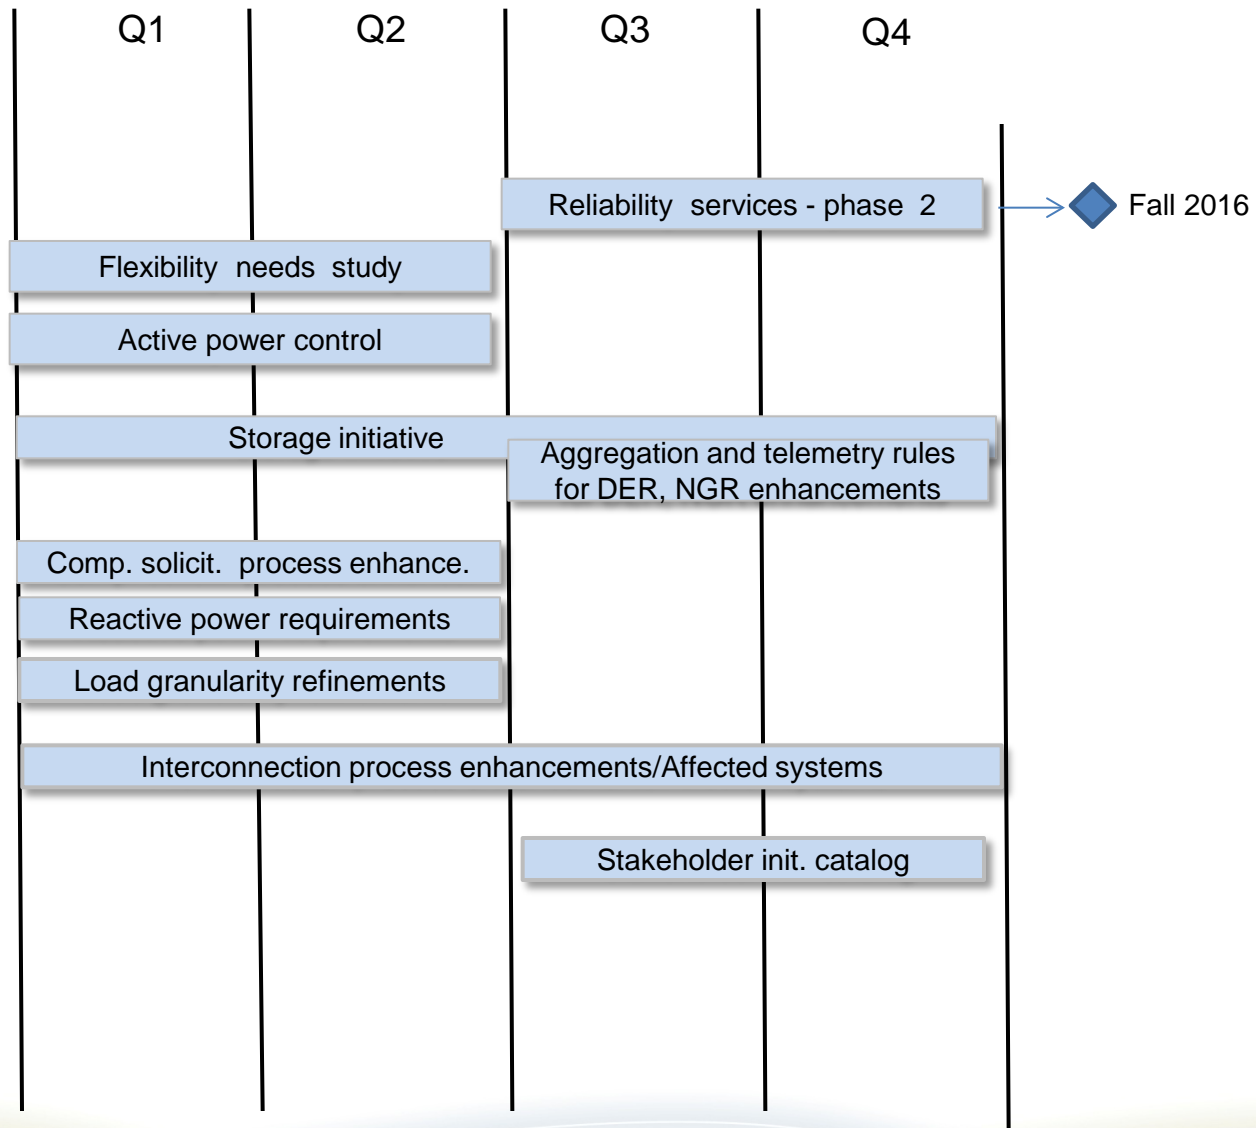 Q1 Q2 Q3 Q4
Reliability services - phase 2
Fall 2016
Flexibility needs study
Active power control
Storage initiative
Aggregation and telemetry rules
for DER, NGR enhancements
Comp. solicit. process enhance.
Reactive power requirements
Load granularity refinements
Interconnection process enhancements/Affected systems
Stakeholder init. catalog